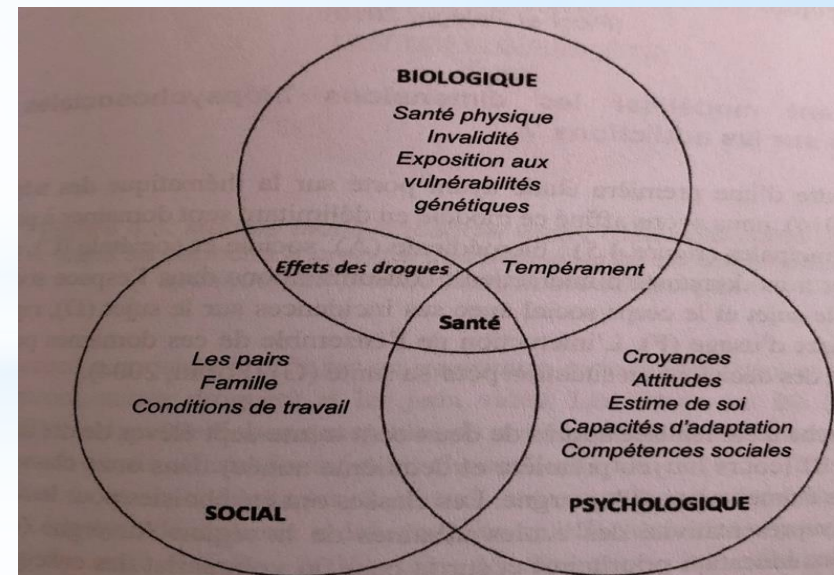 BIOLOGIQUE
Santé physique
Invalidité
Exposition aux
vulnérabilités
génétiques
Effets des drogues
Tempérament
Santé
Les pairs
Famille
Conditions de travail
SOCIAL
Croyances
Attitudes
Estime de soi
Capacités d'adaptation
Compétences sociales
PSYCHOLOGIQUE